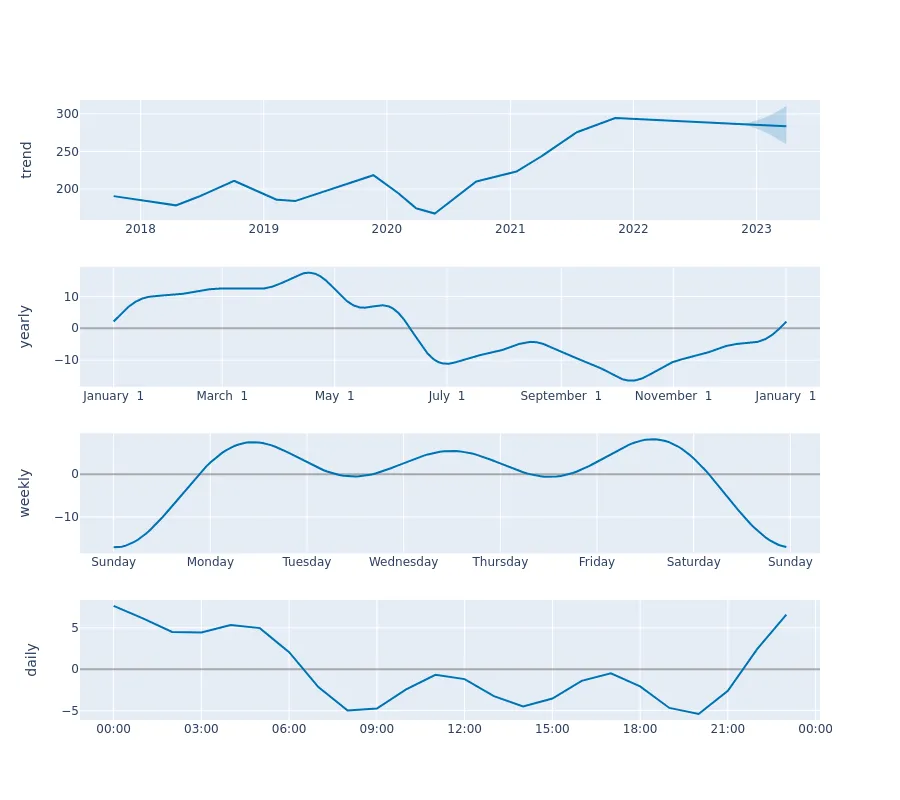 trend
300
250
200
2018 2019 2020 2021 2022 2023
yearly
10
0
−10
January 1 March 1 May 1 July 1 September 1 November 1 January 1
weekly
0
−10
Sunday Monday Tuesday Wednesday Thursday Friday Saturday Sunday
daily
5
0
−5
00:00 03:00 06:00 09:00 12:00 15:00 18:00 21:00 00:00